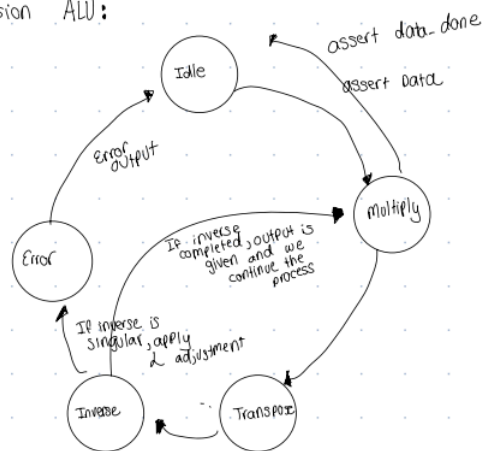 sion ALU:
assert data_done
Idle
assert Data
Error
output
Multiply
If inverse
completed, output is
given and we
continue the
process
Error
If inverse is
singular, apply
adjustment
Inverse
Transpose